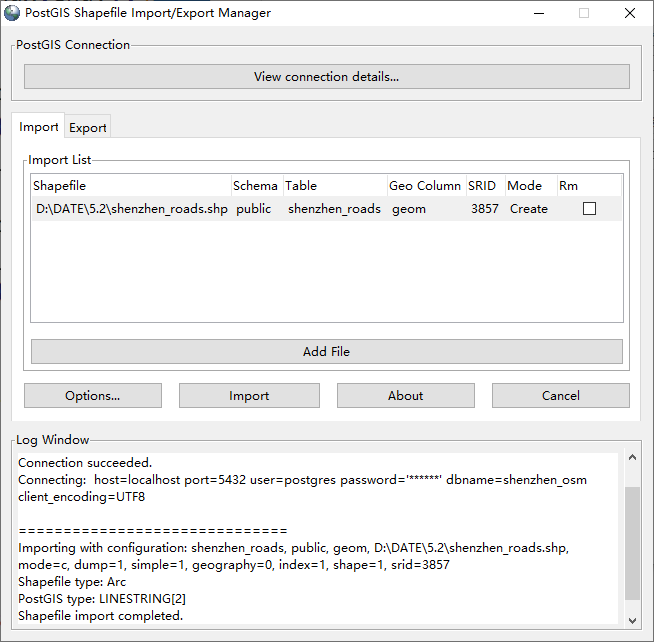 PostGIS Shapefile Import/Export Manager
PostGIS Connection
View connection details...
Import Export
Import List
Shapefile Schema Table Geo Column SRID Mode Rm
D:\DATE\5.2\shenzhen_roads.shp public shenzhen_roads geom 3857 Create
Add File
Options... Import About Cancel
Log Window
Connection succeeded.
Connecting: host=localhost port=5432 user=postgres password='******' dbname=shenzhen_osm
client_encoding=UTF8
==============================
Importing with configuration: shenzhen_roads, public, geom, D:\DATE\5.2\shenzhen_roads.shp,
mode=c, dump=1, simple=1, geography=0, index=1, shape=1, srid=3857
Shapefile type: Arc
PostGIS type: LINESTRING[2]
Shapefile import completed.